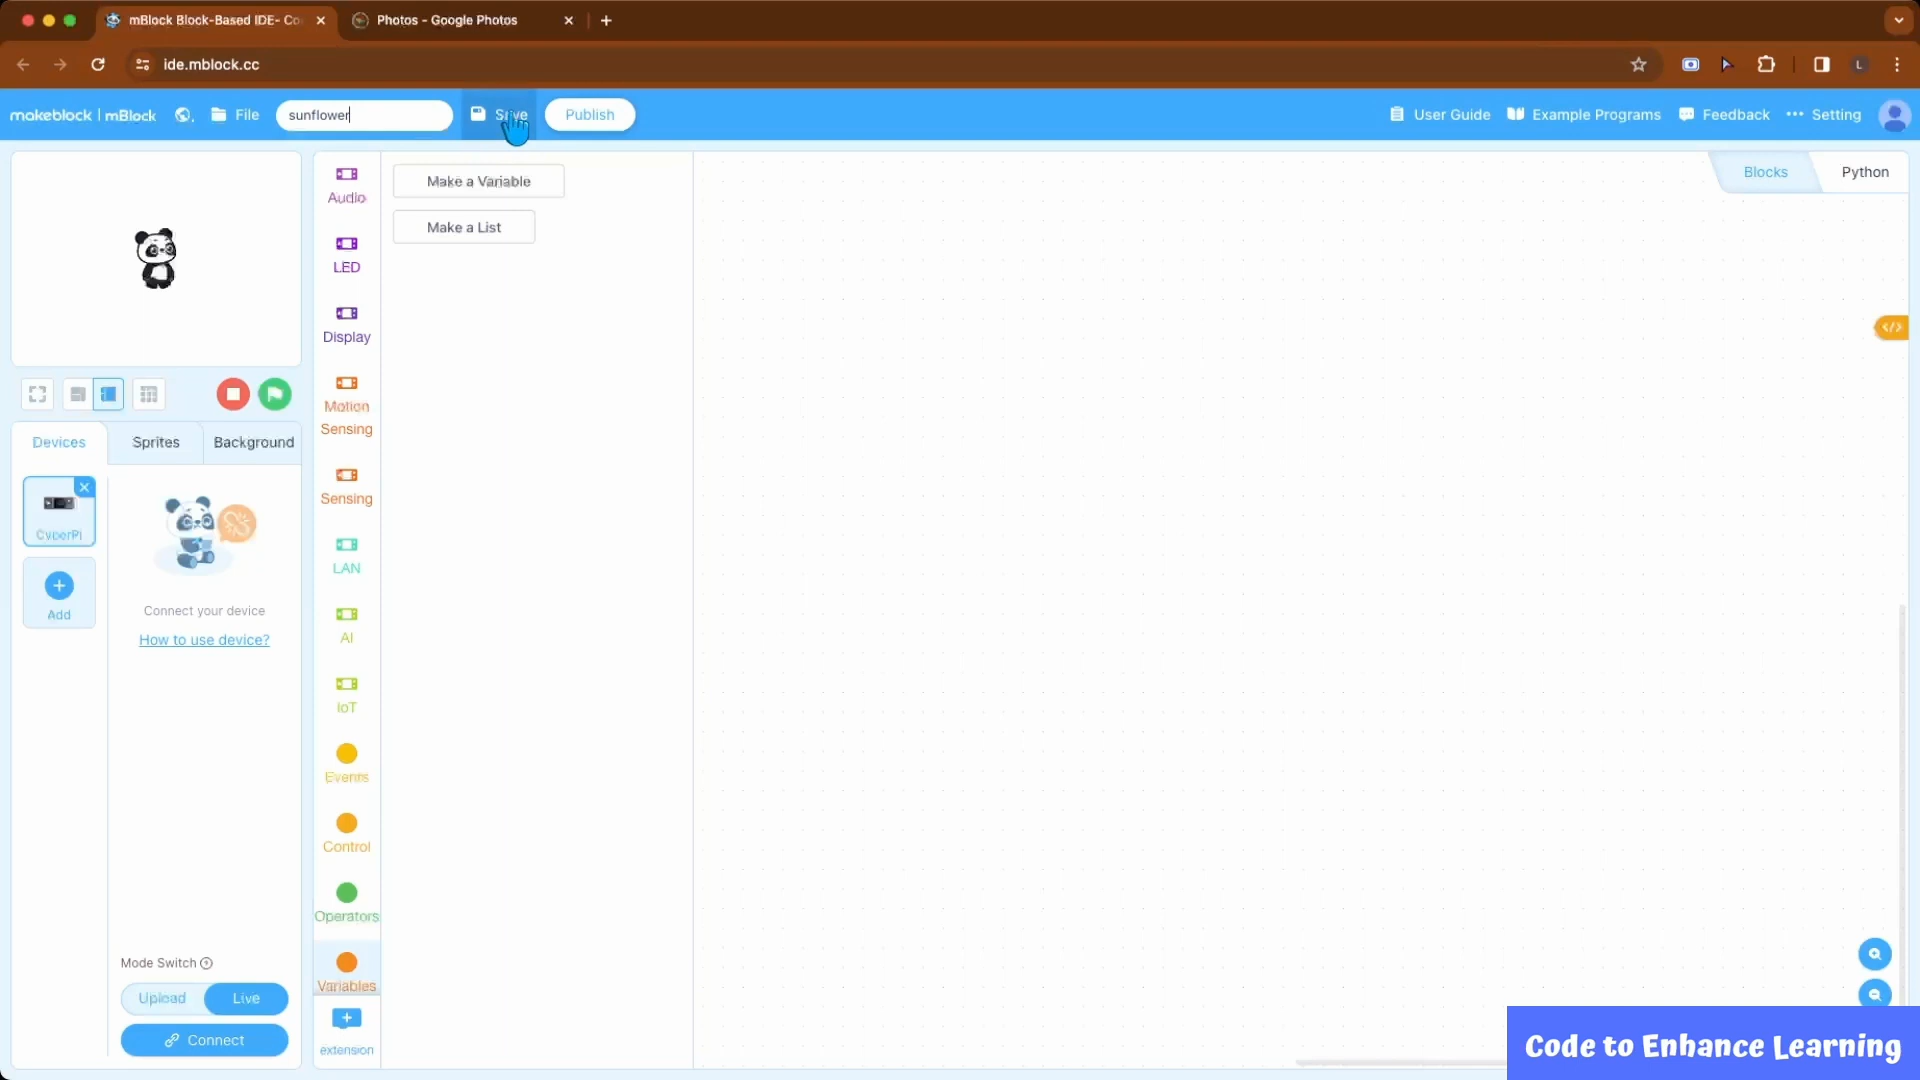 mBlock Block-Based IDE- Co
Photos - Google Photos
ide.mblock.cc
L
makeblock | mBlock
File
sunflower
Save
Publish
User Guide
Example Programs
Feedback
Setting
Audio
LED
Display
Motion
Sensing
Sensing
LAN
AI
IoT
Events
Control
Operators
Variables
extension
Make a Variable
Make a List
Blocks
Python
Devices
Sprites
Background
CyberPi
Add
Connect your device
How to use device?
Mode Switch
Upload
Live
Connect
Code to Enhance Learning